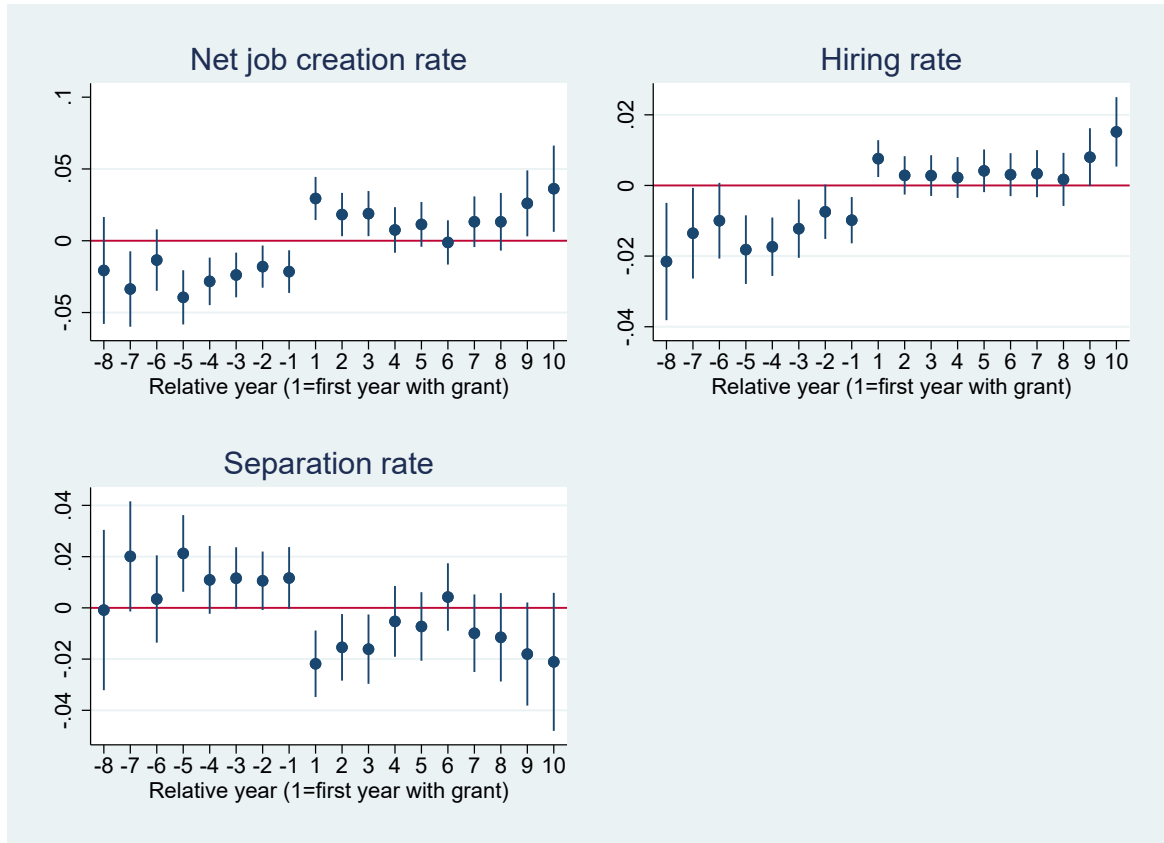 Net job creation rate
.1
.05
0
-.05
-8 -7 -6 -5 -4 -3 -2 -1 1 2 3 4 5 6 7 8 9 10
Relative year (1=first year with grant)
Hiring rate
.02
0
-.02
-.04
-8 -7 -6 -5 -4 -3 -2 -1 1 2 3 4 5 6 7 8 9 10
Relative year (1=first year with grant)
Separation rate
.04
.02
0
-.02
-.04
-8 -7 -6 -5 -4 -3 -2 -1 1 2 3 4 5 6 7 8 9 10
Relative year (1=first year with grant)